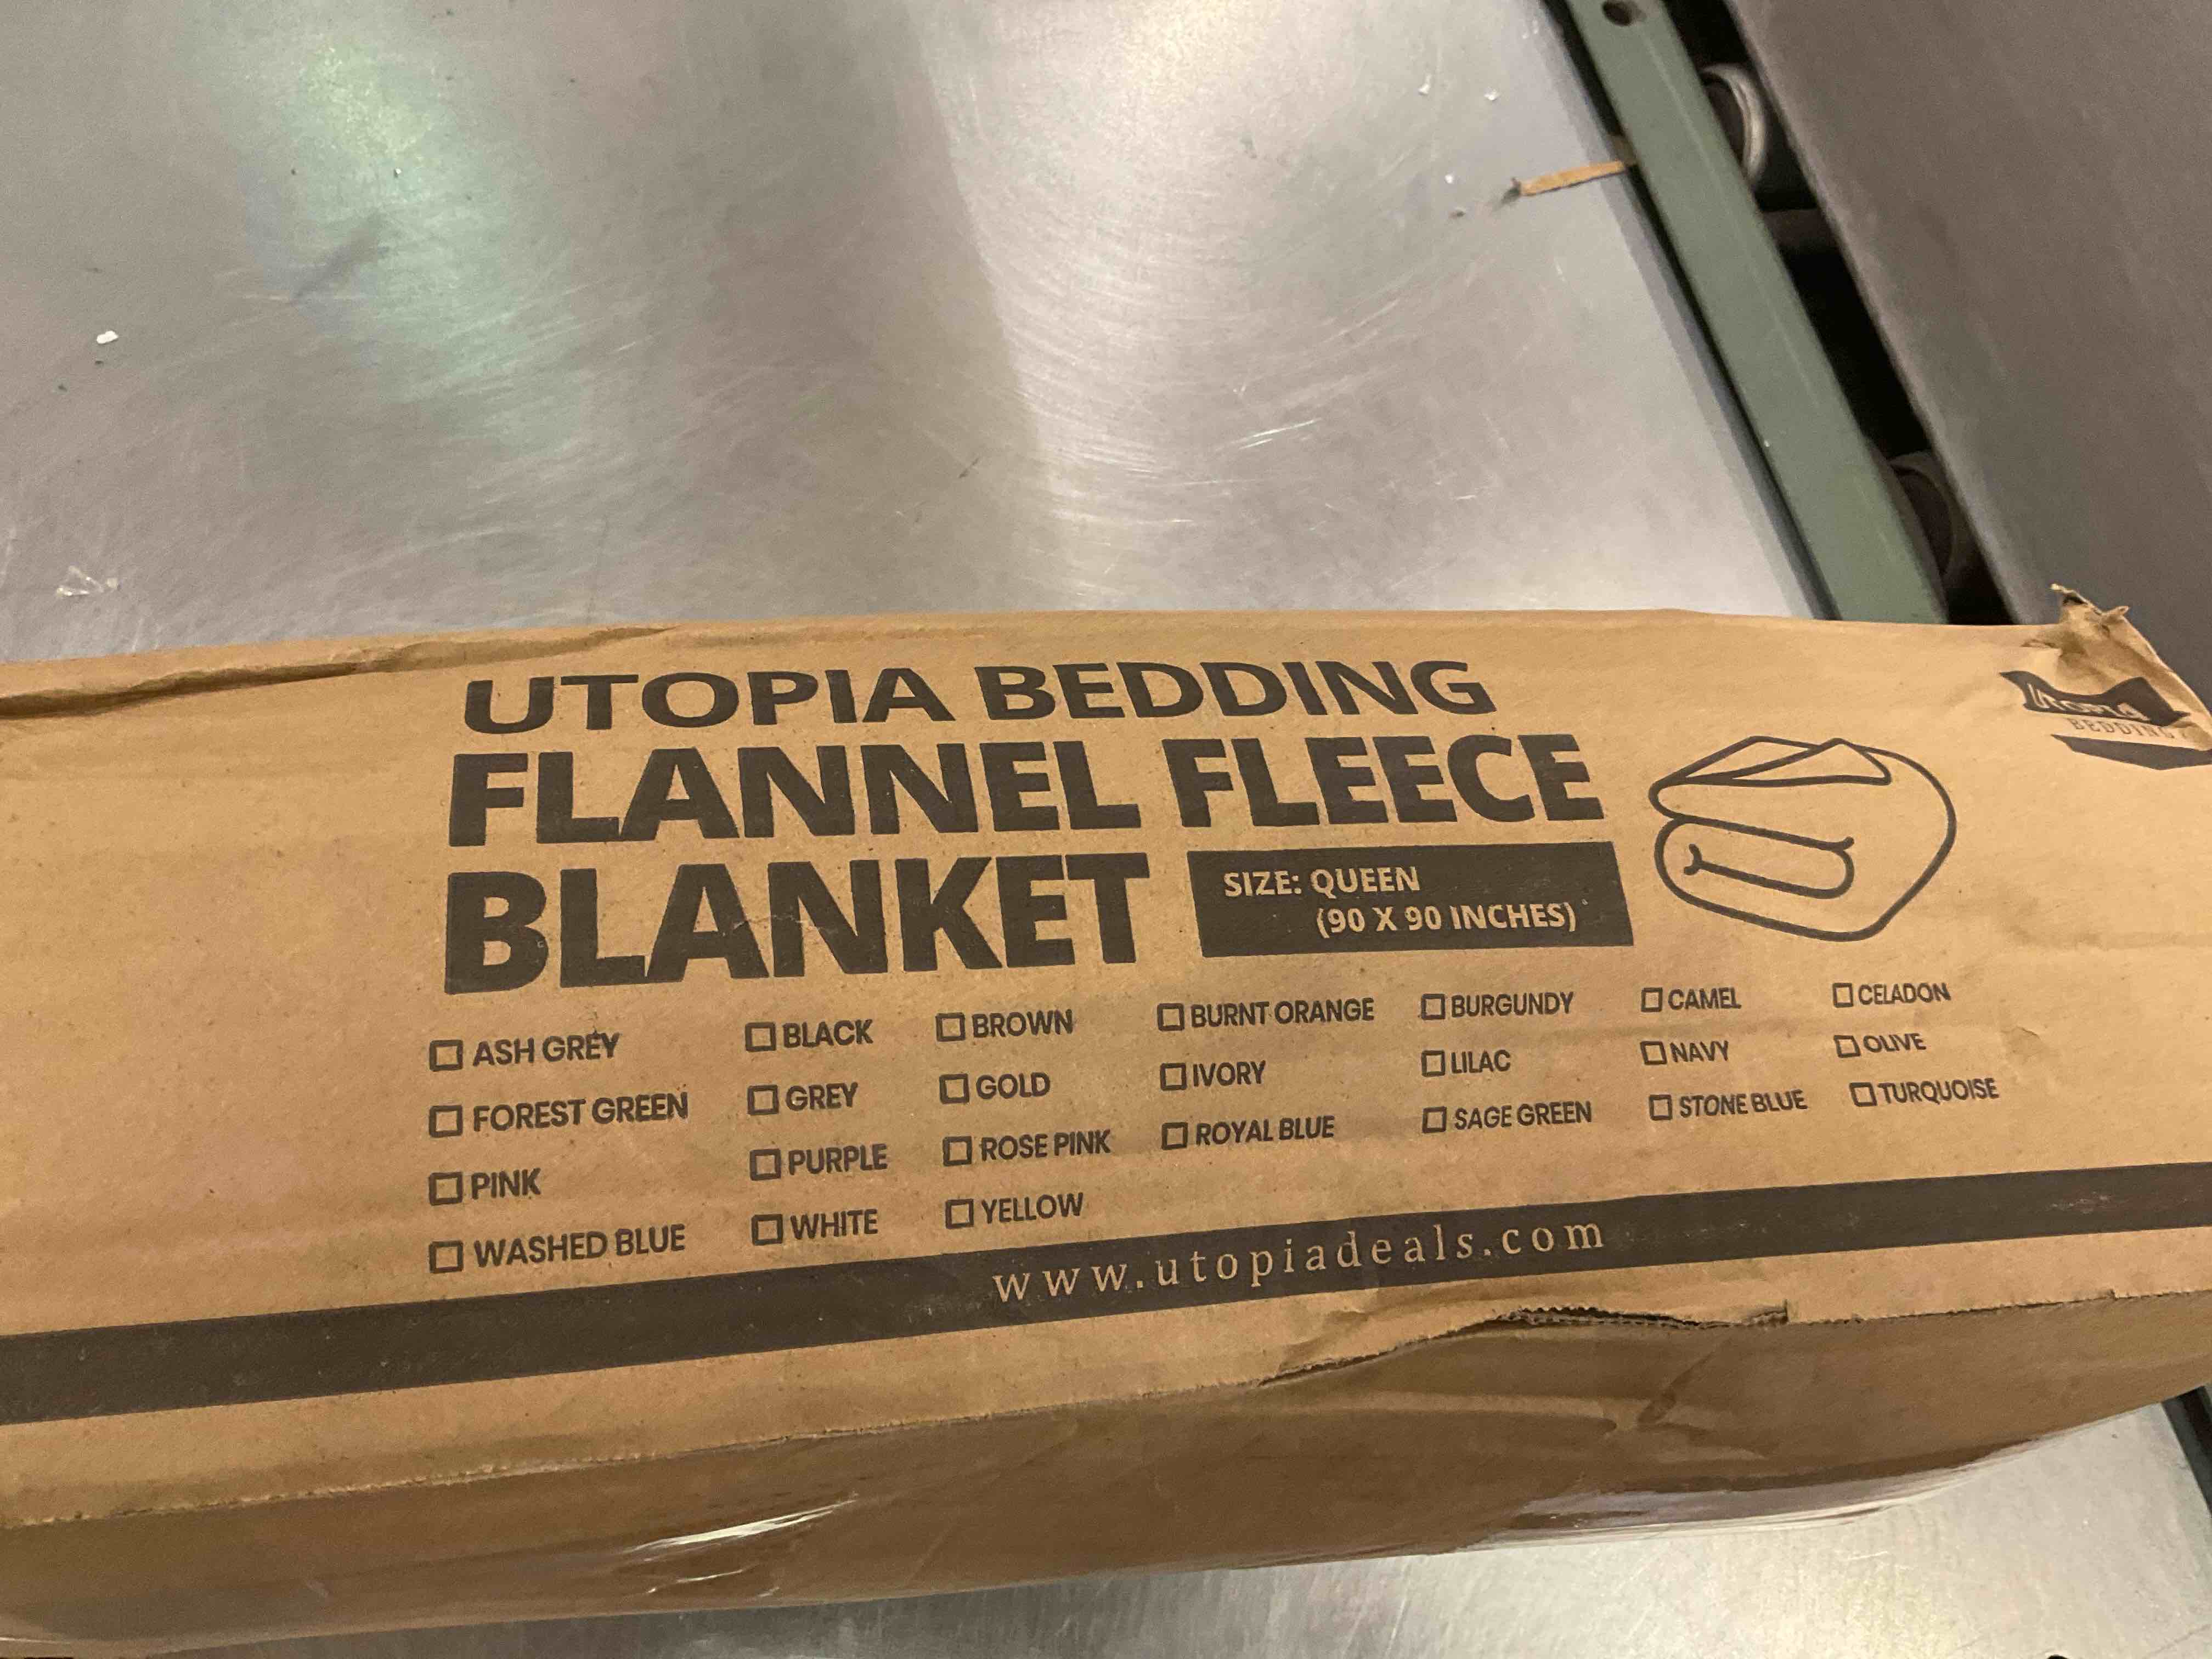 UTOPIA BEDDING
FLANNEL FLEECE
BLANKET
SIZE: QUEEN
(90 X 90 INCHES)
UTOPIA
BEDDING
ASH GREY BLACK BROWN BURNT ORANGE BURGUNDY CAMEL CELADON
FOREST GREEN GREY GOLD IVORY LILAC NAVY OLIVE
PINK PURPLE ROSE PINK ROYAL BLUE SAGE GREEN STONE BLUE TURQUOISE
WASHED BLUE WHITE YELLOW
www.utopiadeals.com